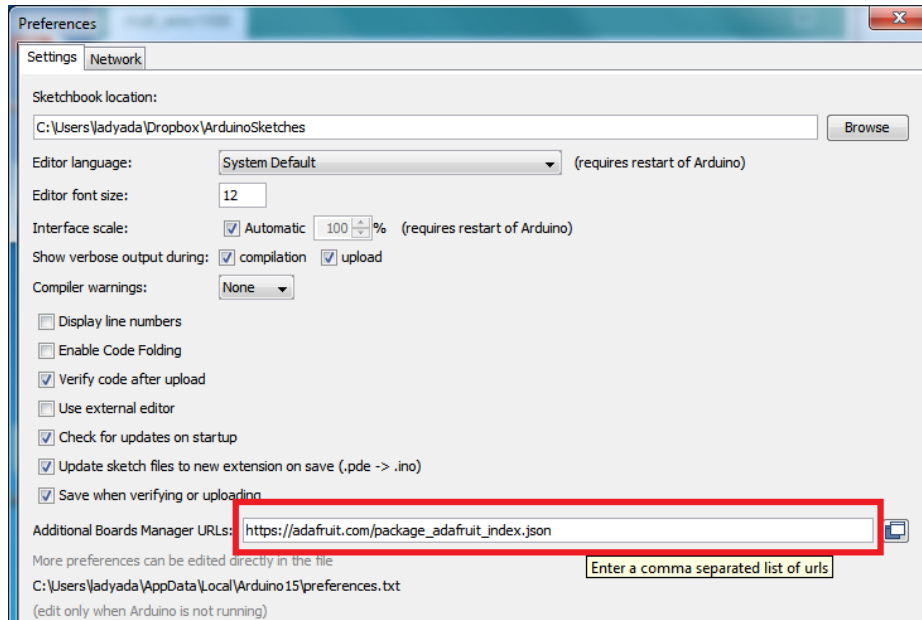 Preferences
Settings Network
Sketchbook location:
C:\Users\ladyada\Dropbox\ArduinoSketches Browse
Editor language: System Default (requires restart of Arduino)
Editor font size: 12
Interface scale: Automatic 100 % (requires restart of Arduino)
Show verbose output during: compilation upload
Compiler warnings: None
Display line numbers
Enable Code Folding
Verify code after upload
Use external editor
Check for updates on startup
Update sketch files to new extension on save (.pde -> .ino)
Save when verifying or uploading
Additional Boards Manager URLs: https://adafruit.com/package_adafruit_index.json
More preferences can be edited directly in the file
Enter a comma separated list of urls
C:\Users\ladyada\AppData\Local\Arduino15\preferences.txt
(edit only when Arduino is not running)